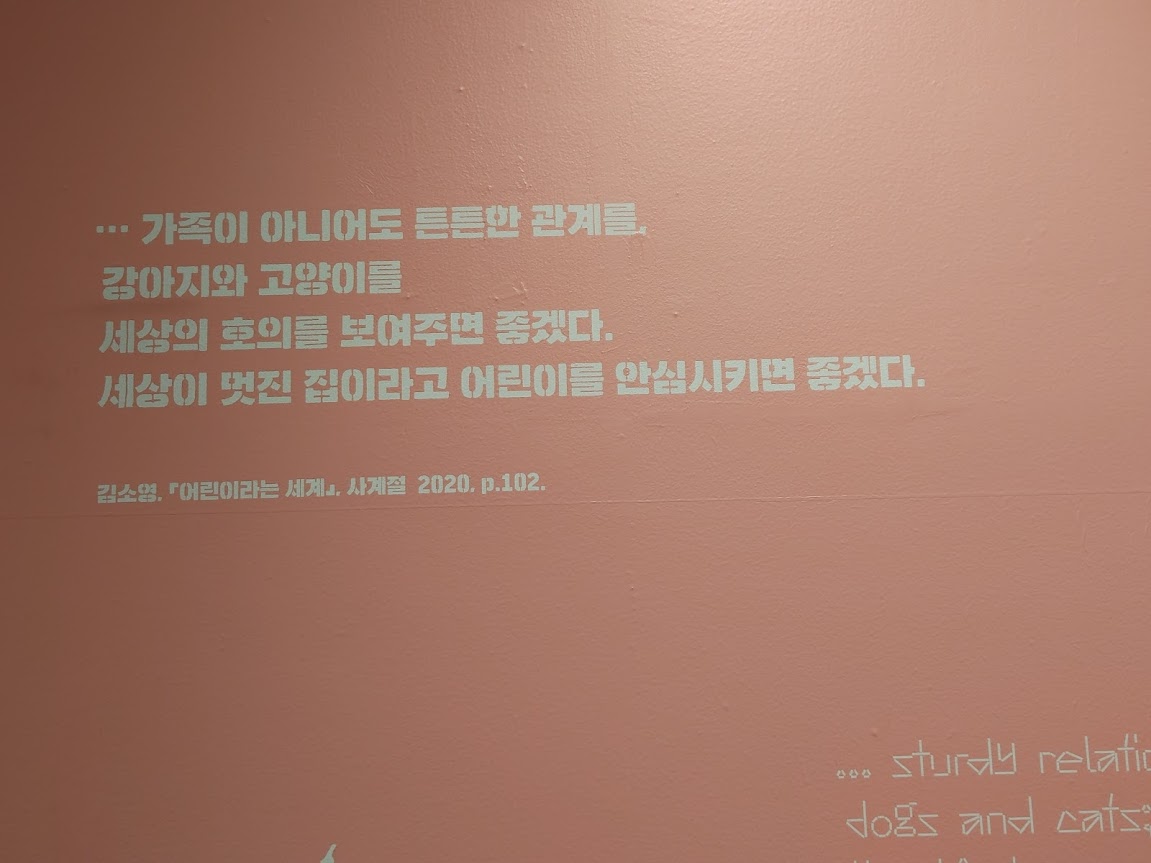 … 가족이 아니어도 튼튼한 관계를,
강아지와 고양이를
세상의 호의를 보여주면 좋겠다.
세상이 멋진 집이라고 어린이를 안심시키면 좋겠다.
김소영, 『어린이라는 세계』, 사계절 2020, p.102.
... sturdy
dogs and cats: